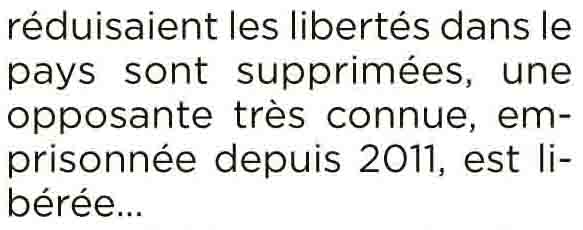 réduisaient les libertés dans le
pays sont supprimées, une
opposante très connue, em-
prisonnée depuis 2011, est li-
bérée...